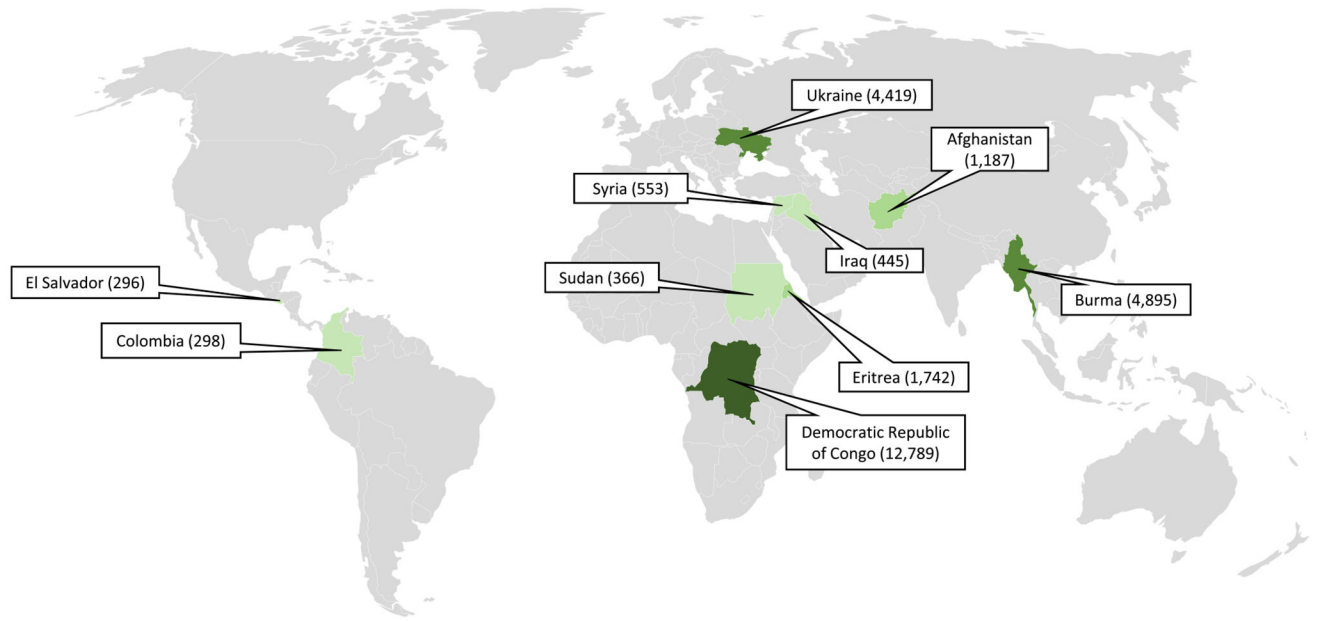 Ukraine (4,419)
Afghanistan
(1,187)
Syria (553)
Iraq (445)
El Salvador (296)
Sudan (366)
Burma (4,895)
Colombia (298)
Eritrea (1,742)
Democratic Republic
of Congo (12,789)